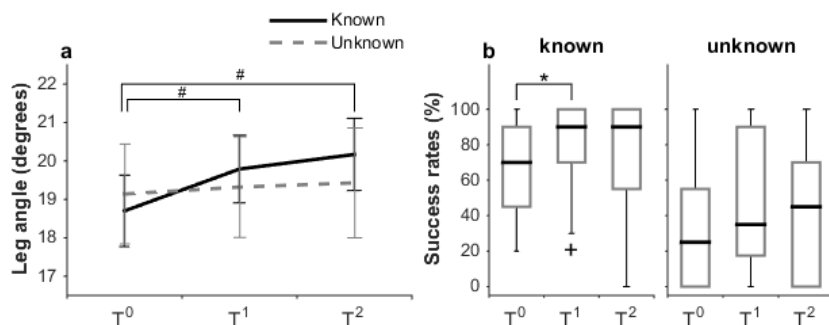 a
Known
Unknown
Leg angle (degrees)
22
21
20
19
18
17
#
#
T⁰ T¹ T²
b
known unknown
Success rates (%)
100
80
60
40
20
0
*
+
T⁰ T¹ T² T⁰ T¹ T²